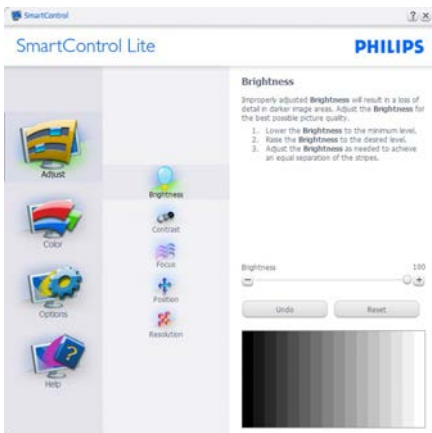 SmartControl
SmartControl Lite
PHILIPS
Adjust
Color
Options
Help
Brightness
Contrast
Focus
Position
Resolution
Brightness
Improperly adjusted Brightness will result in a loss of
detail in darker image areas. Adjust the Brightness for
the best possible picture quality.
1. Lower the Brightness to the minimum level.
2. Raise the Brightness to the desired level.
3. Adjust the Brightness as needed to achieve
an equal separation of the stripes.
Brightness 100
Undo Reset